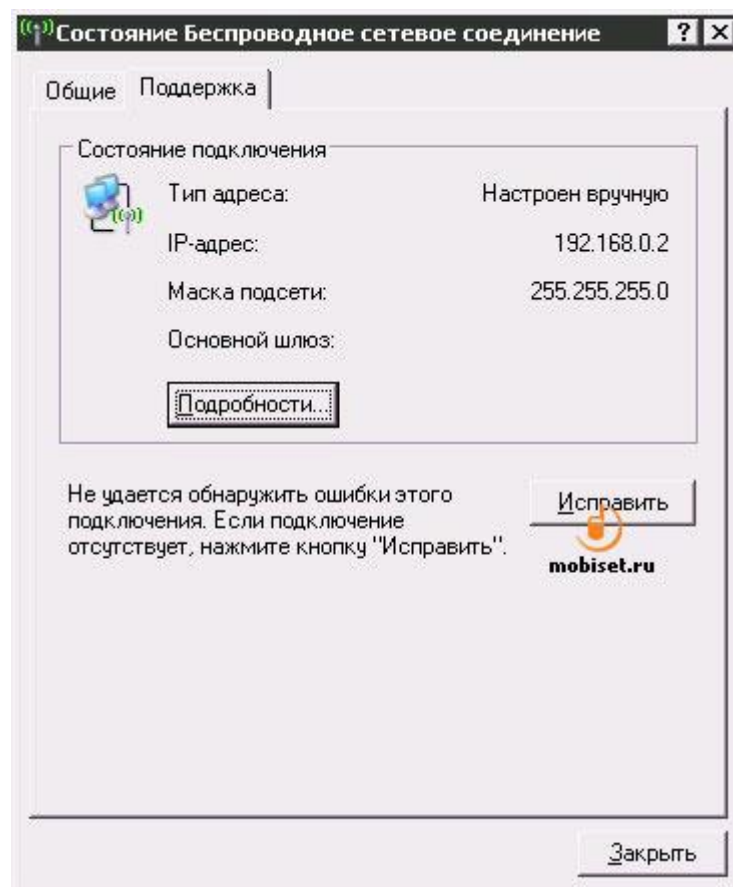 Состояние Беспроводное сетевое соединение
Общие Поддержка
Состояние подключения
Тип адреса: Настроен вручную
IP-адрес: 192.168.0.2
Маска подсети: 255.255.255.0
Основной шлюз:
Подробности...
Не удается обнаружить ошибки этого
подключения. Если подключение
отсутствует, нажмите кнопку "Исправить".
Исправить
mobiset.ru
Закрыть